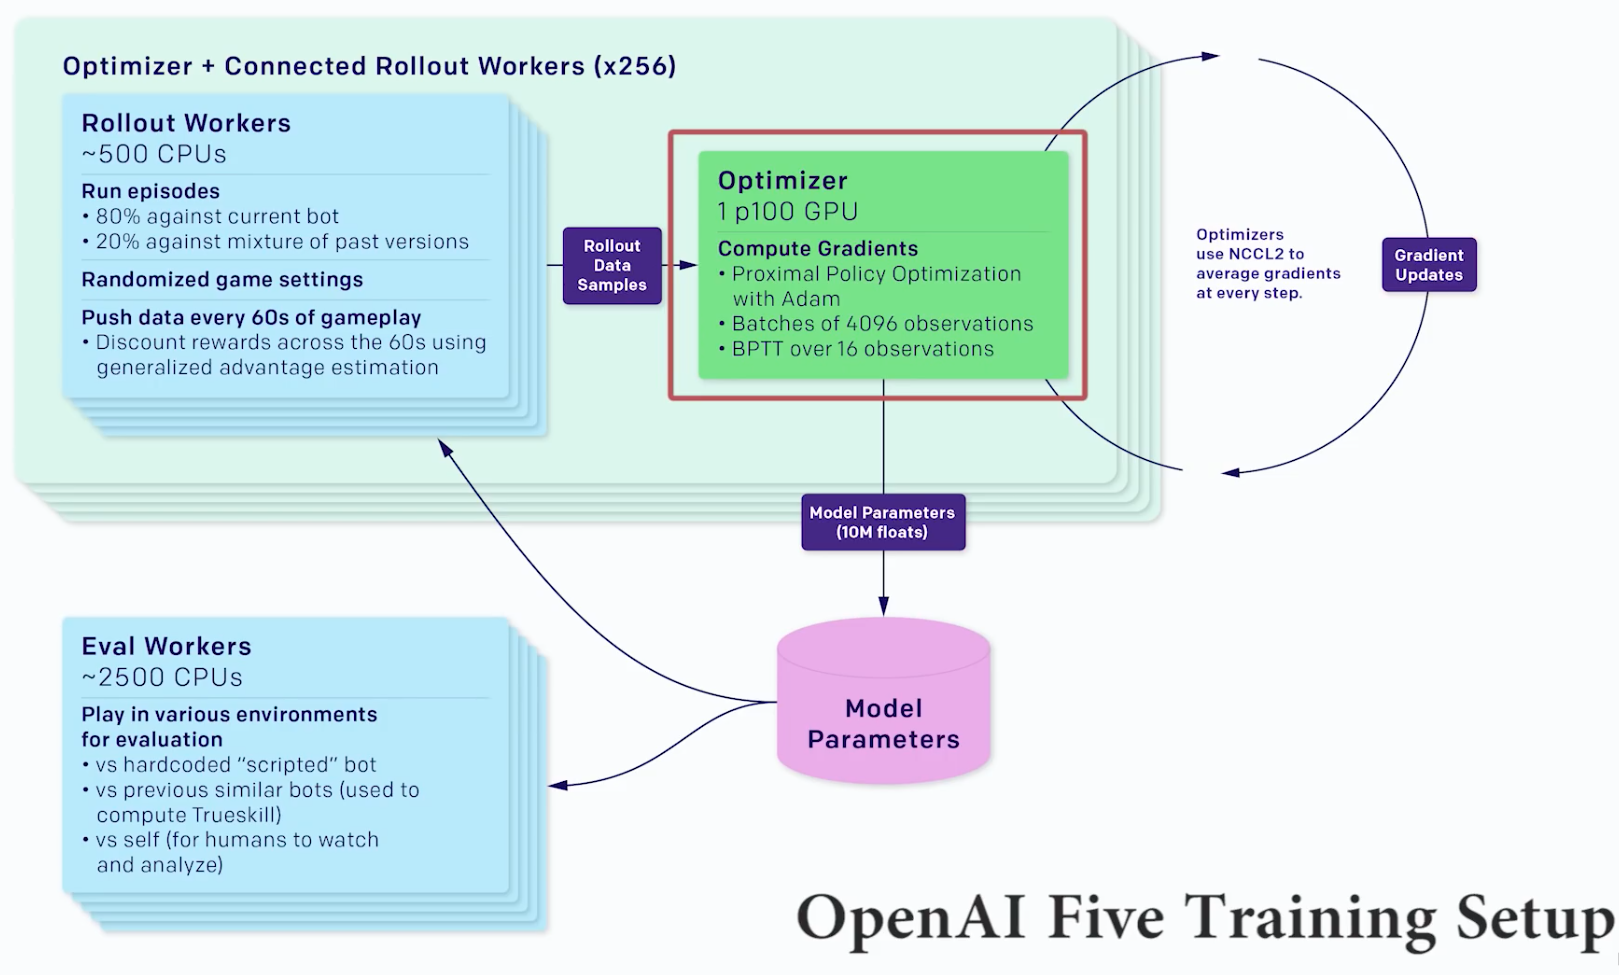 Optimizer + Connected Rollout Workers (x256)
Rollout Workers
~500 CPUs
Run episodes
• 80% against current bot
• 20% against mixture of past versions
Randomized game settings
Push data every 60s of gameplay
• Discount rewards across the 60s using
generalized advantage estimation
Rollout
Data
Samples
Optimizer
1 p100 GPU
Compute Gradients
• Proximal Policy Optimization
with Adam
• Batches of 4096 observations
• BPTT over 16 observations
Optimizers
use NCCL2 to
average gradients
at every step.
Gradient
Updates
Model Parameters
(10M floats)
Model
Parameters
Eval Workers
~2500 CPUs
Play in various environments
for evaluation
• vs hardcoded “scripted” bot
• vs previous similar bots (used to
compute Trueskill)
• vs self (for humans to watch
and analyze)
OpenAI Five Training Setup